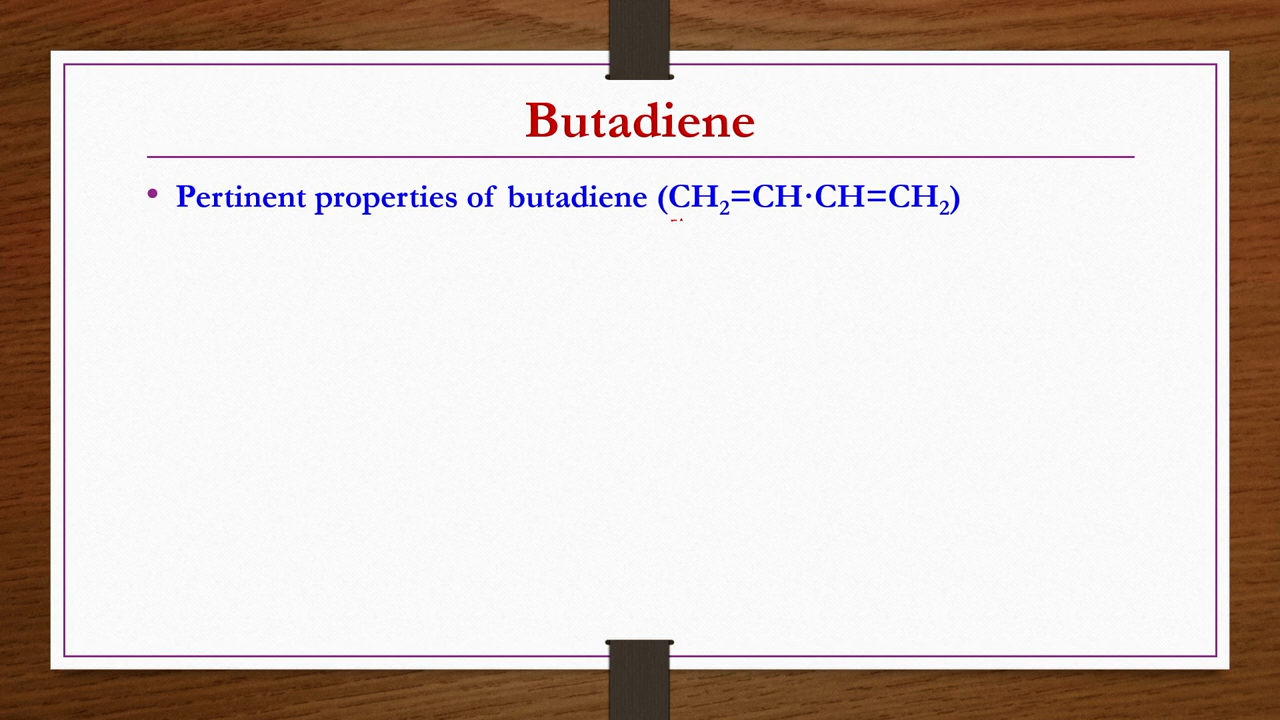 Butadiene
• Pertinent properties of butadiene (CH₂=CH·CH=CH₂)